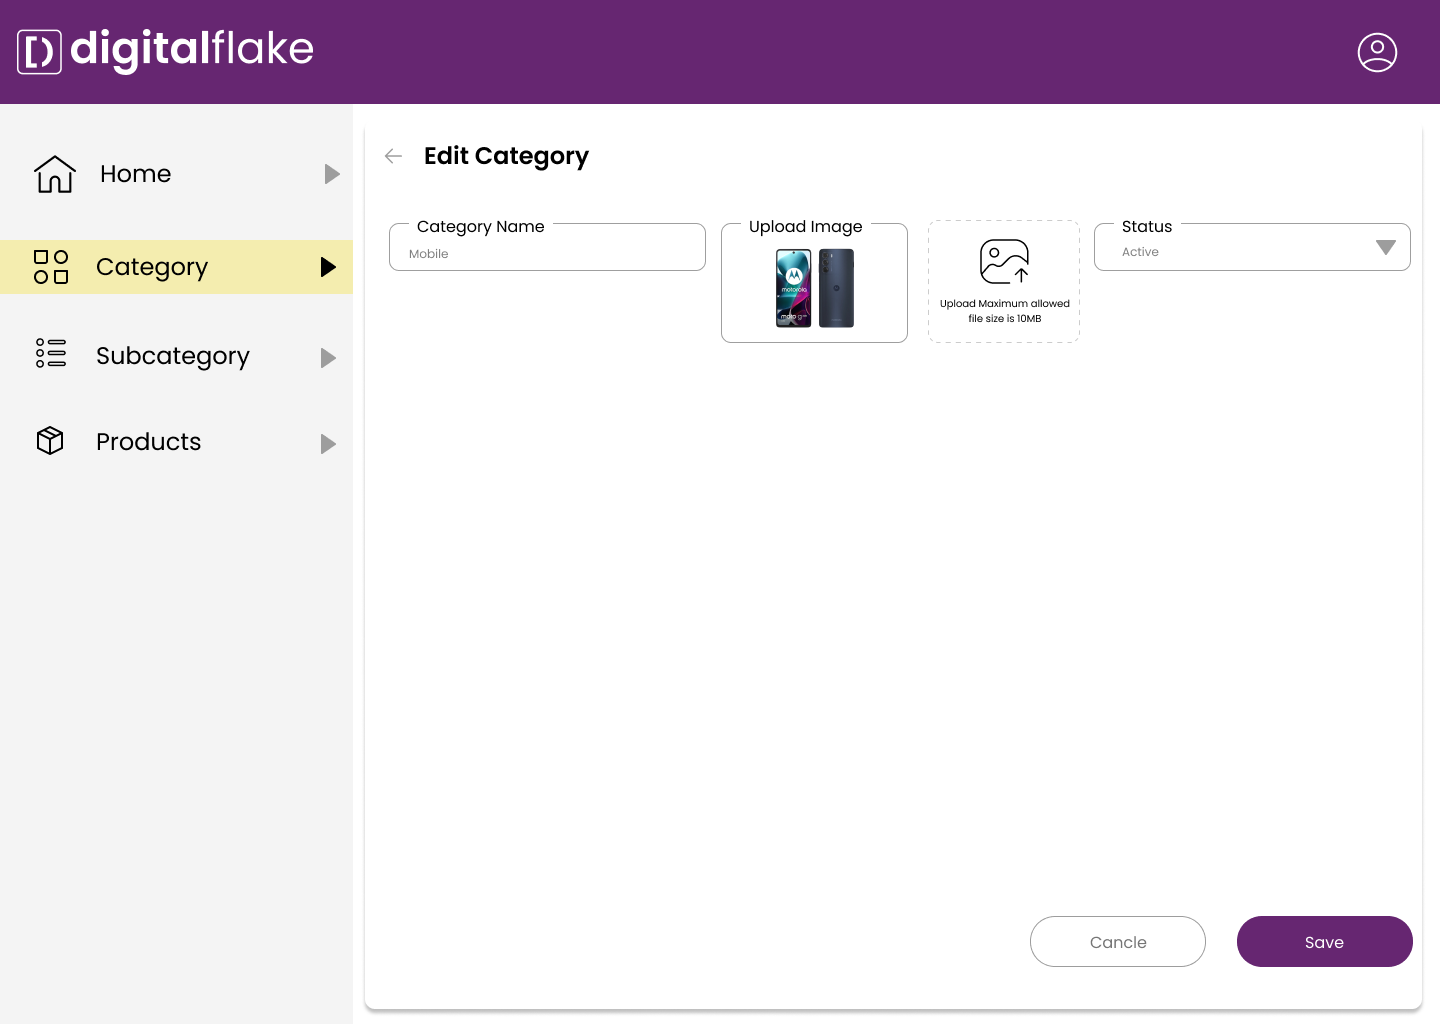 digitalflake
Home
Edit Category
Category Name
Upload Image
Status
Mobile
Active
motorola
Category
Upload Maximum allowed
file size is 10MB
Subcategory
Products
Cancle
Save